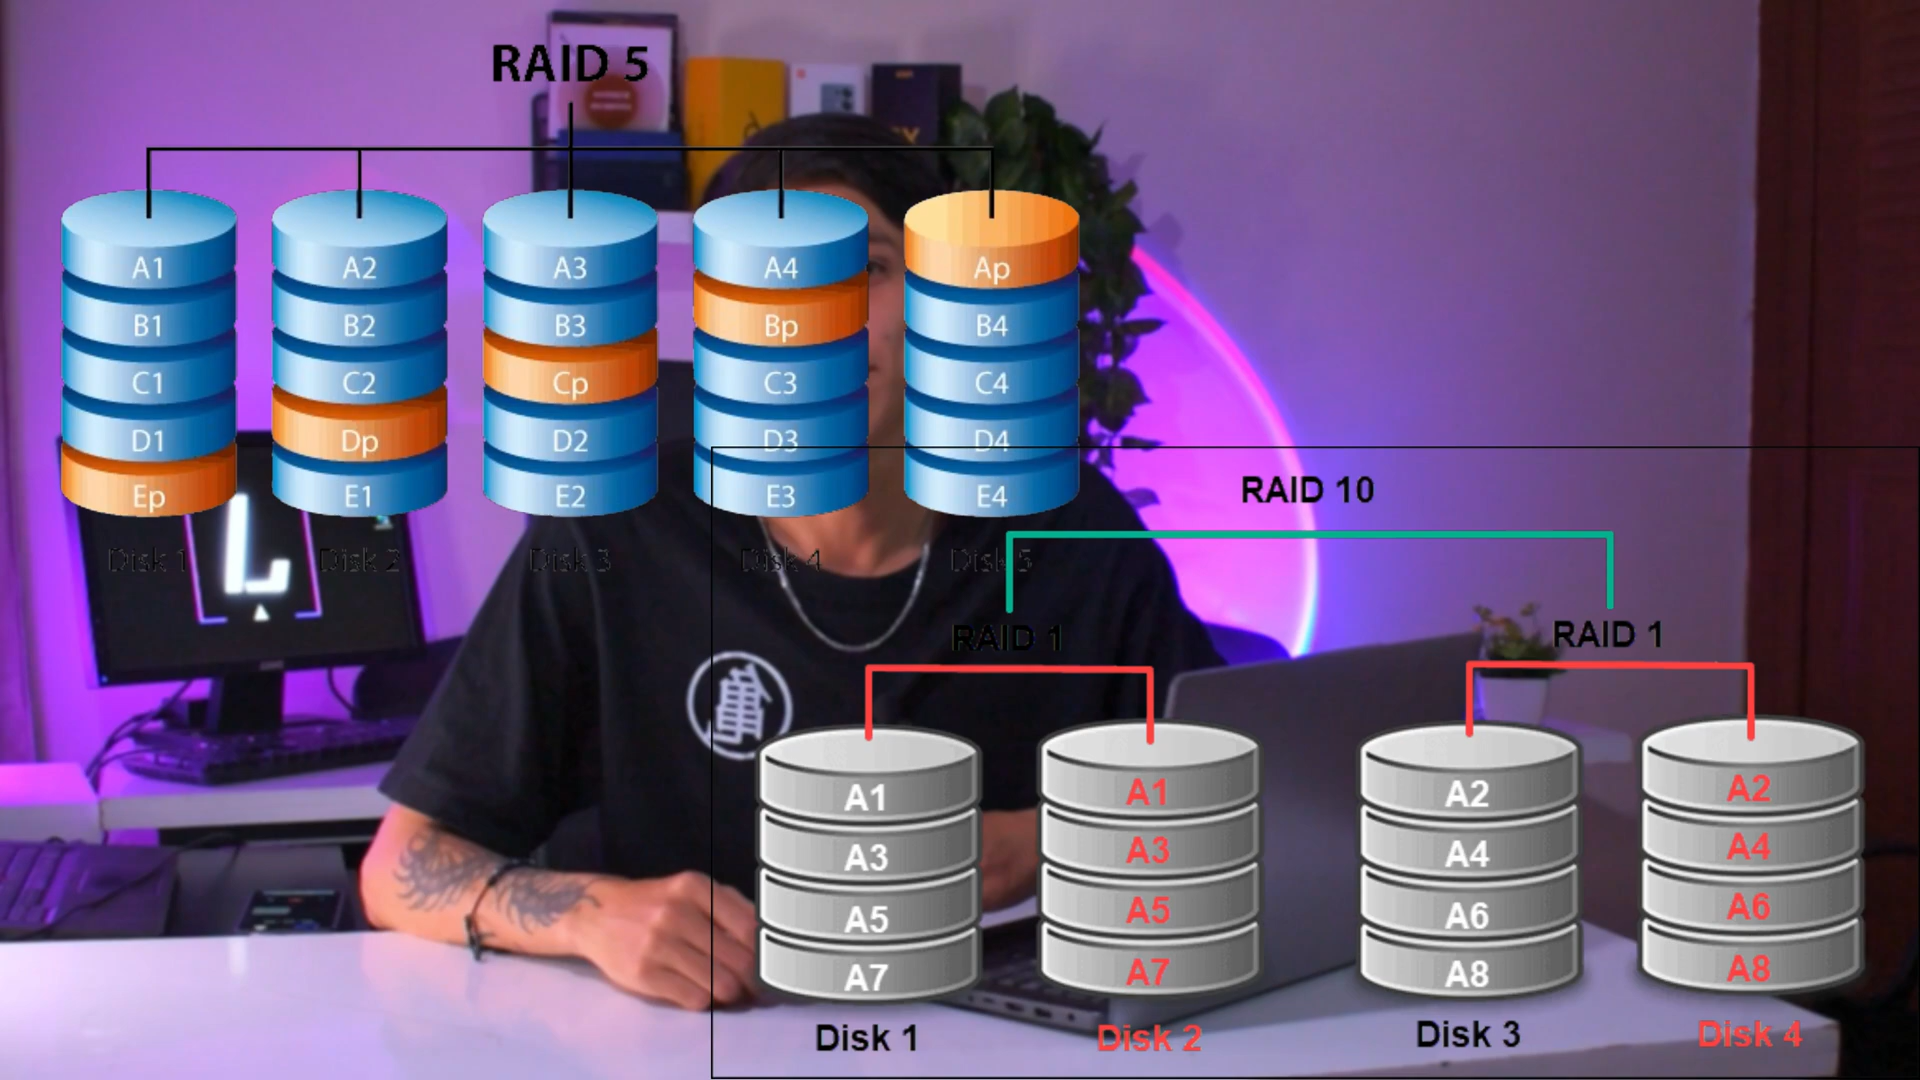 RAID 5
A1 A2 A3 A4 Ap
B1 B2 B3 Bp B4
C1 C2 Cp C3 C4
D1 Dp D2 D3 D4
Ep E1 E2 E3 E4
Disk 1 Disk 2 Disk 3 Disk 4 Disk 5
RAID 10
RAID 1 RAID 1
A1 A1 A2 A2
A3 A3 A4 A4
A5 A5 A6 A6
A7 A7 A8 A8
Disk 1 Disk 2 Disk 3 Disk 4
L
亀